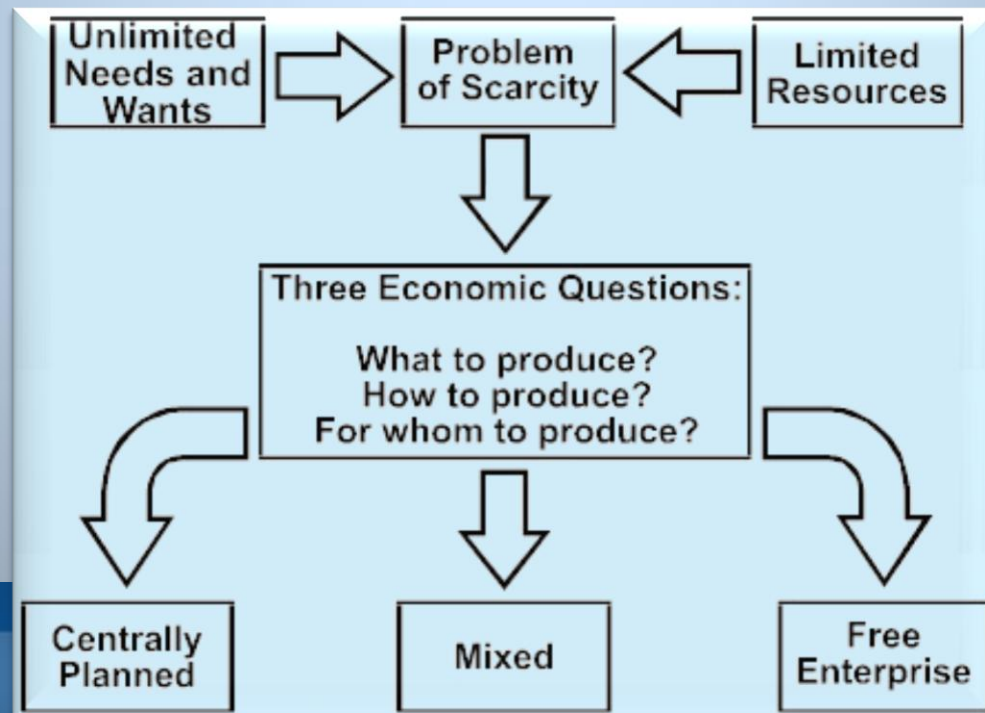 Unlimited
Needs and
Wants
Problem
of Scarcity
Limited
Resources
Three Economic Questions:
What to produce?
How to produce?
For whom to produce?
Centrally
Planned
Mixed
Free
Enterprise